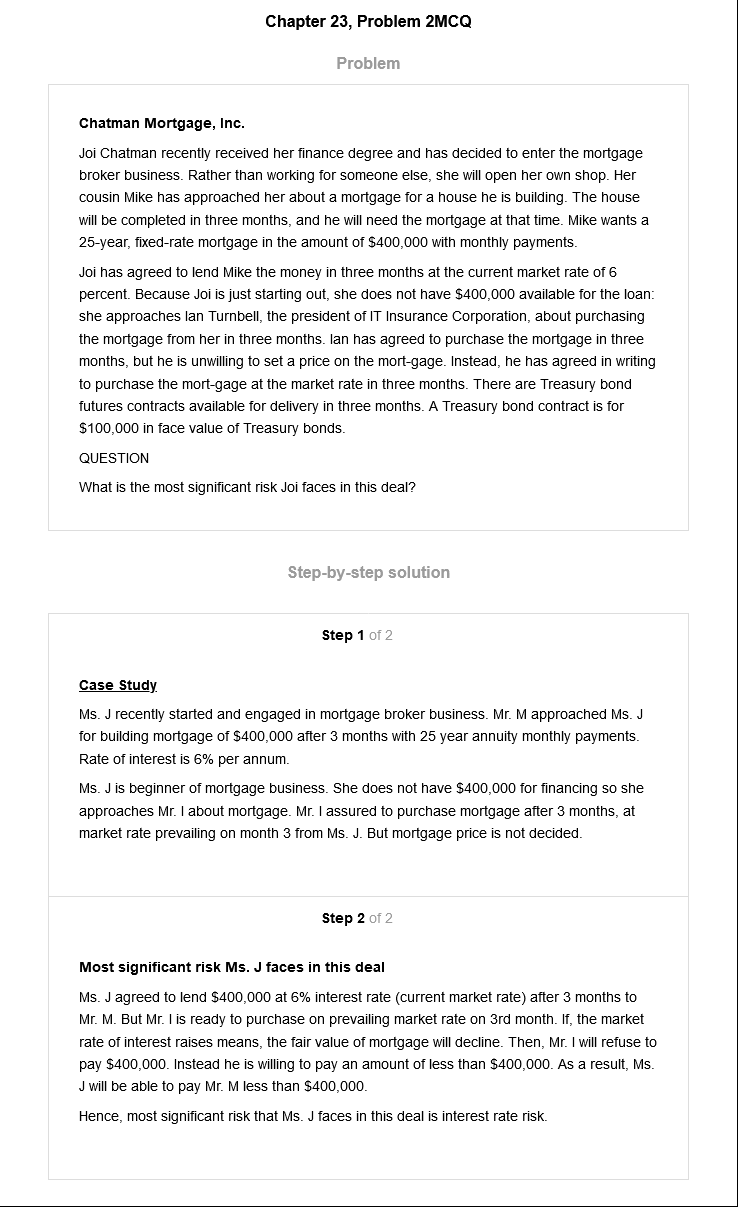 Chapter 23, Problem 2MCQ
Problem
Chatman Mortgage, Inc.
Joi Chatman recently received her finance degree and has decided to enter the mortgage
broker business. Rather than working for someone else, she will open her own shop. Her
cousin Mike has approached her about a mortgage for a house he is building. The house
will be completed in three months, and he will need the mortgage at that time. Mike wants a
25-year, fixed-rate mortgage in the amount of $400,000 with monthly payments.
Joi has agreed to lend Mike the money in three months at the current market rate of 6
percent. Because Joi is just starting out, she does not have $400,000 available for the loan:
she approaches Ian Turnbell, the president of IT Insurance Corporation, about purchasing
the mortgage from her in three months. Ian has agreed to purchase the mortgage in three
months, but he is unwilling to set a price on the mort-gage. Instead, he has agreed in writing
to purchase the mort-gage at the market rate in three months. There are Treasury bond
futures contracts available for delivery in three months. A Treasury bond contract is for
$100,000 in face value of Treasury bonds.
QUESTION
What is the most significant risk Joi faces in this deal?
Step-by-step solution
Step 1 of 2
Case Study
Ms. J recently started and engaged in mortgage broker business. Mr. M approached Ms. J
for building mortgage of $400,000 after 3 months with 25 year annuity monthly payments.
Rate of interest is 6% per annum.
Ms. J is beginner of mortgage business. She does not have $400,000 for financing so she
approaches Mr. I about mortgage. Mr. I assured to purchase mortgage after 3 months, at
market rate prevailing on month 3 from Ms. J. But mortgage price is not decided.
Step 2 of 2
Most significant risk Ms. J faces in this deal
Ms. J agreed to lend $400,000 at 6% interest rate (current market rate) after 3 months to
Mr. M. But Mr. I is ready to purchase on prevailing market rate on 3rd month. If, the market
rate of interest raises means, the fair value of mortgage will decline. Then, Mr. I will refuse to
pay $400,000. Instead he is willing to pay an amount of less than $400,000. As a result, Ms.
J will be able to pay Mr. M less than $400,000.
Hence, most significant risk that Ms. J faces in this deal is interest rate risk.